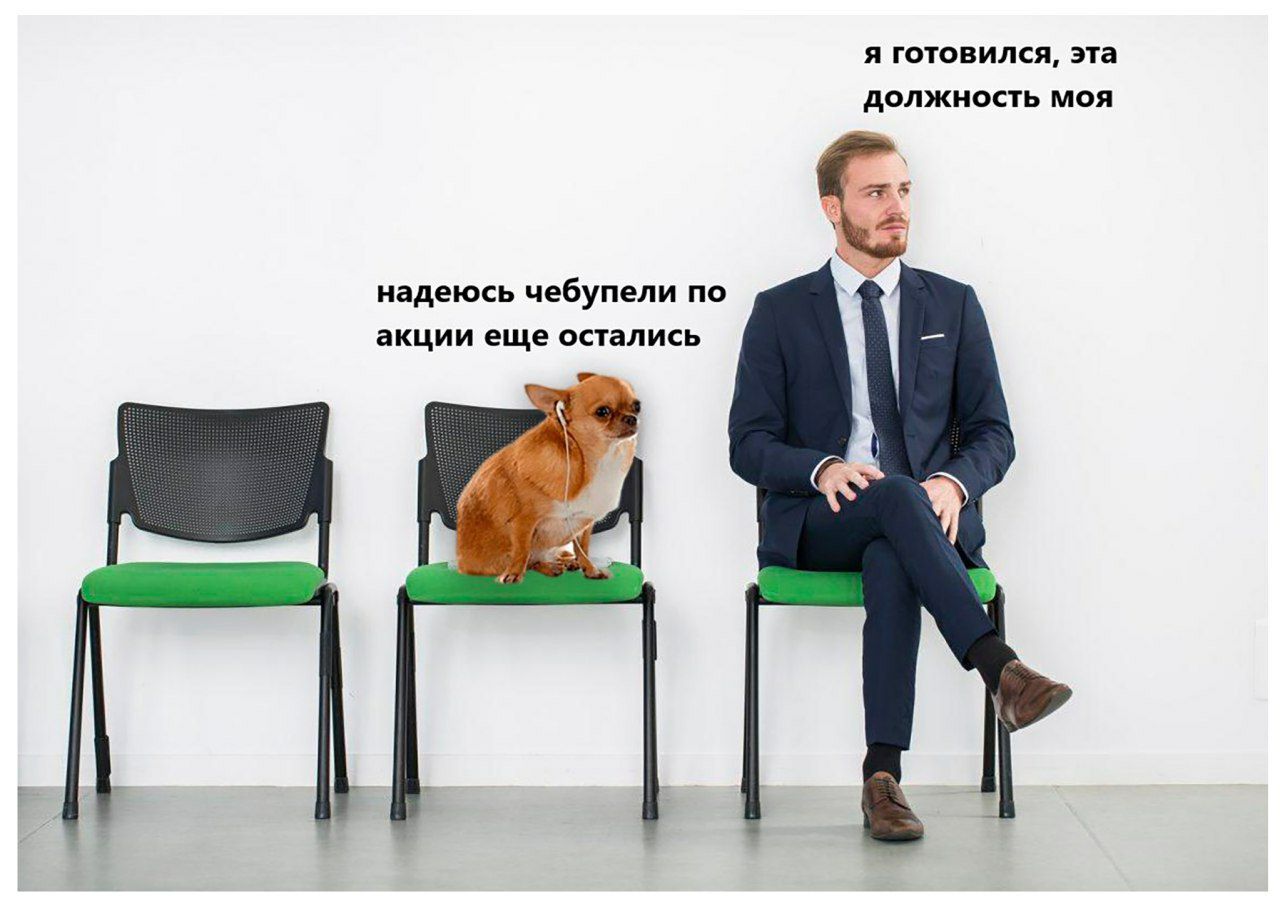 я готовился, эта
должность моя
надеюсь чебупели по
акции еще остались